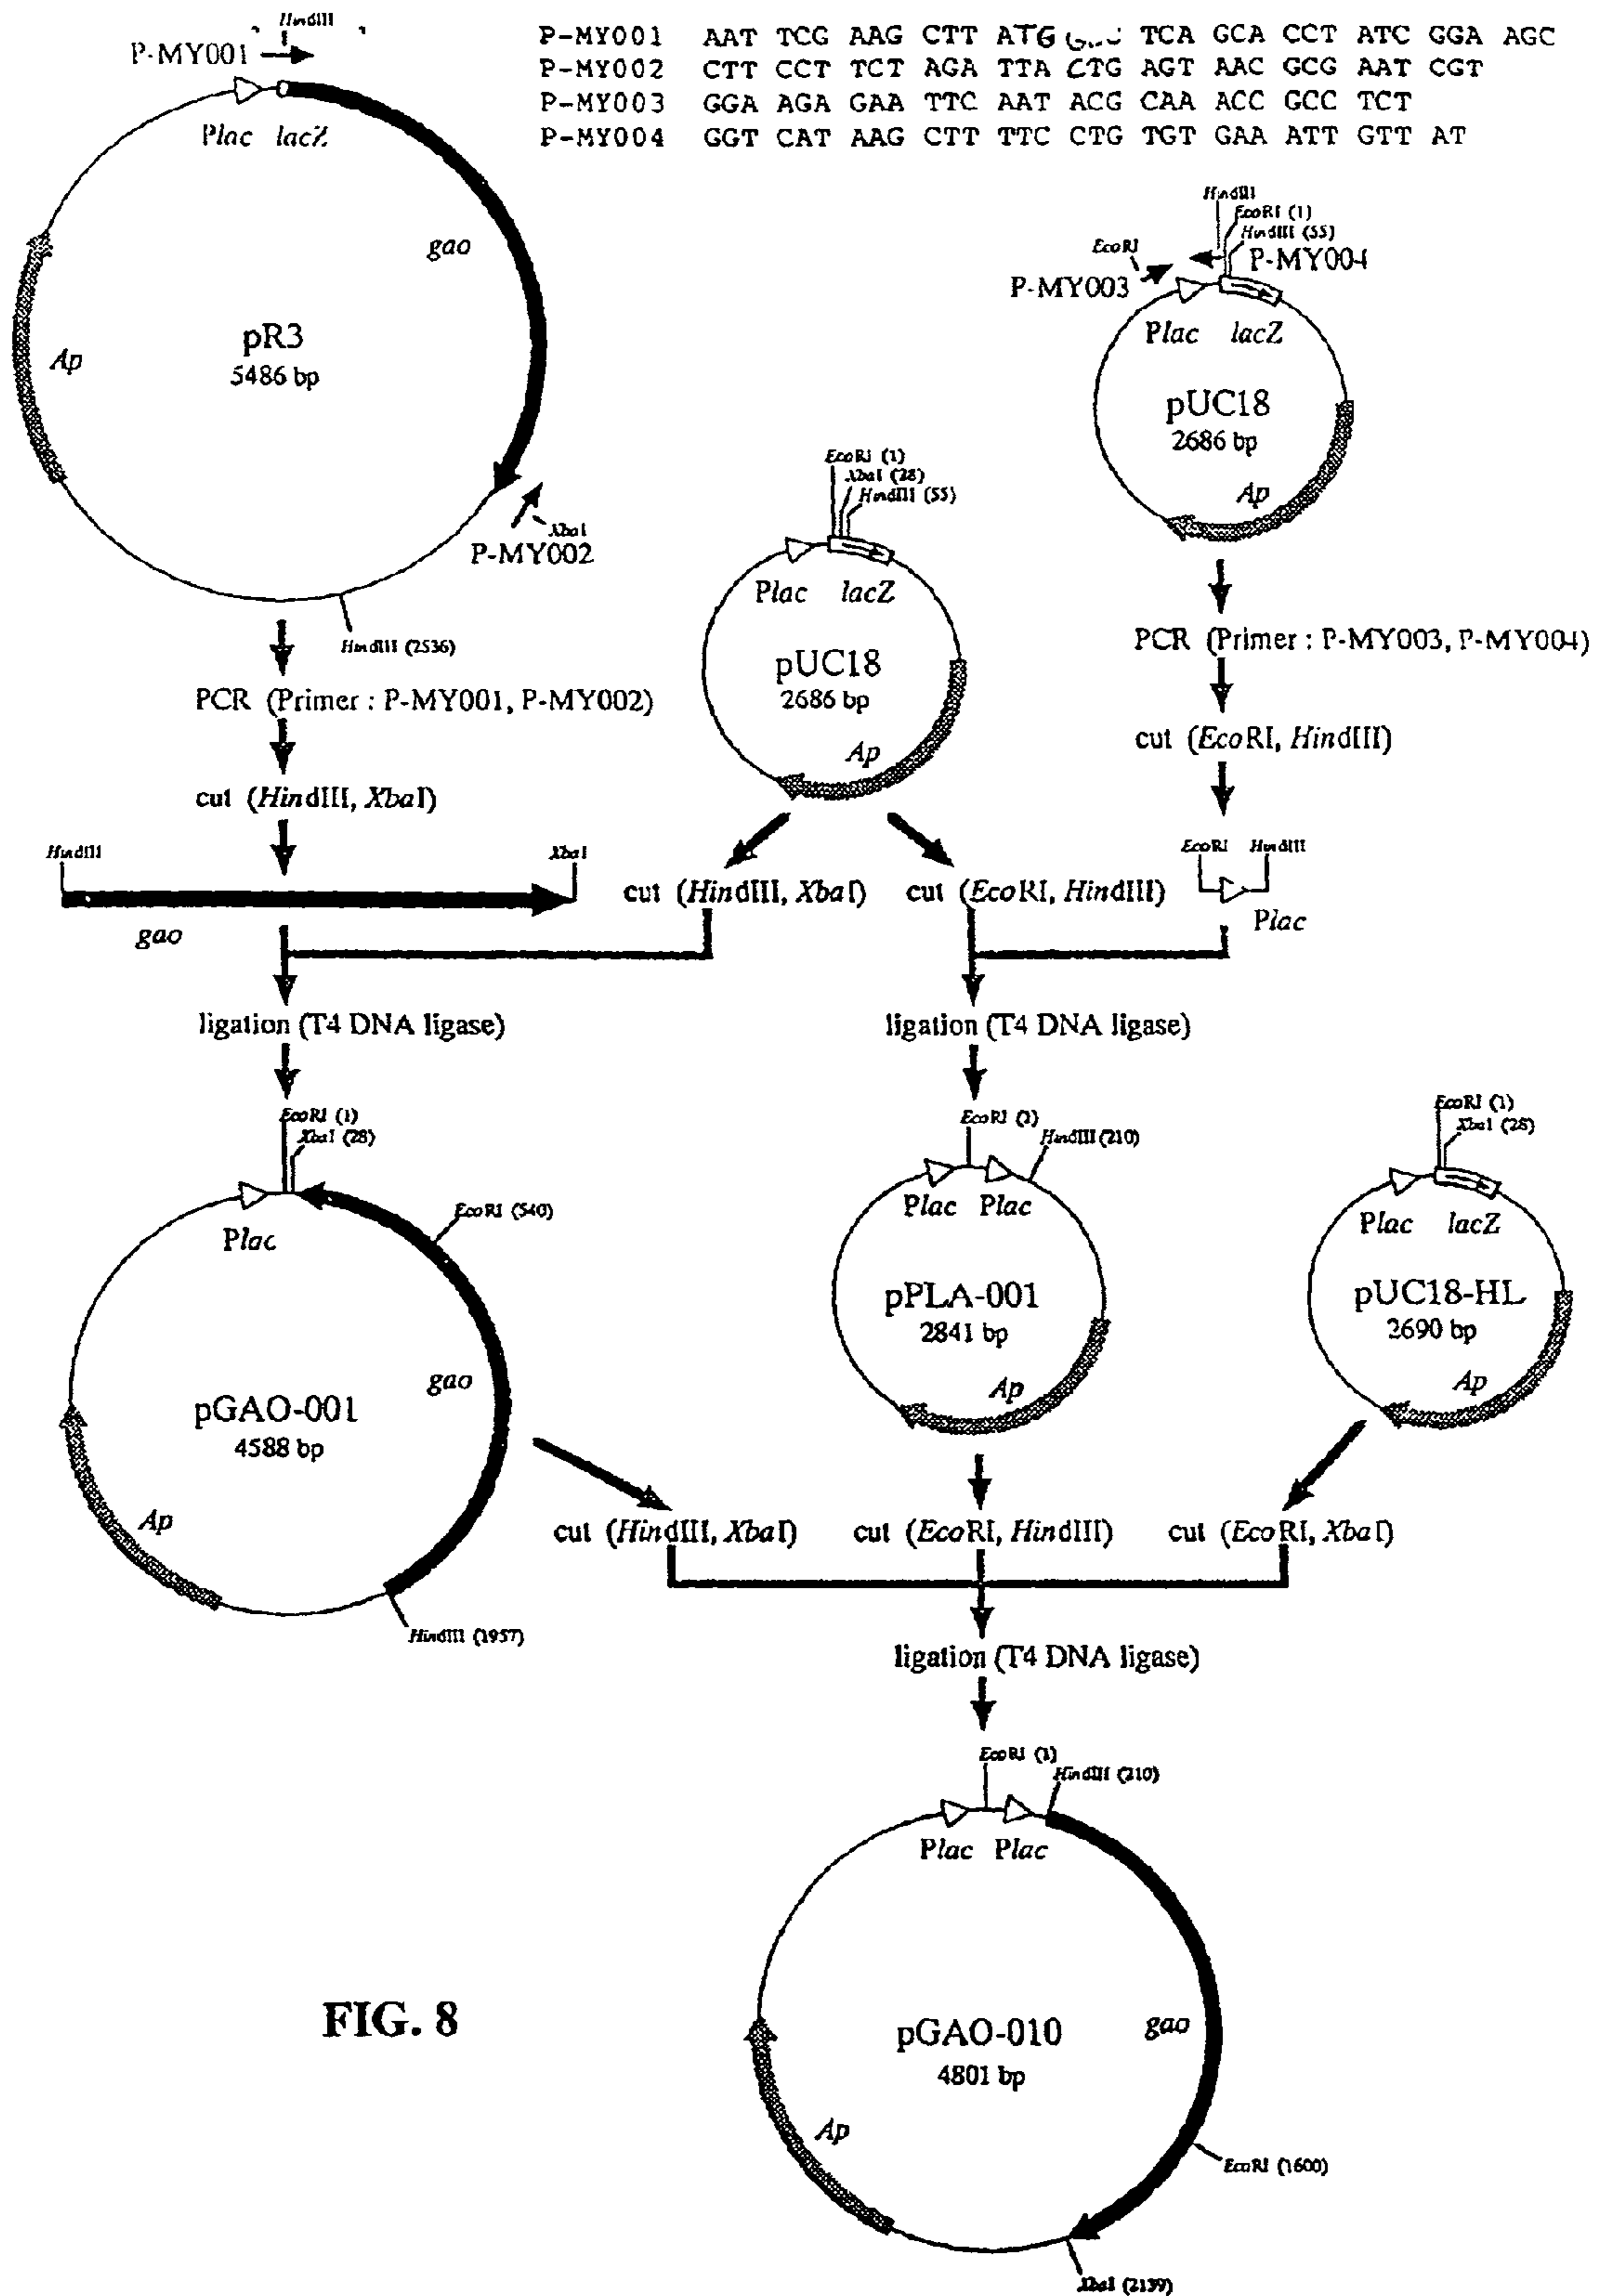 HindIII
P-MY001
P-MY001 AAT TCG AAG CTT ATG TCA GCA CCT ATC GGA AGC
P-MY002 CTT CCT TCT AGA TTA CTG AGT AAC GCG AAT CGT
P-MY003 GGA AGA GAA TTC AAT ACG CAA ACC GCC TCT
P-MY004 GGT CAT AAG CTT TTC CTG TGT GAA ATT GTT AT
Plac lacZ
gao
Ap
pR3
5486 bp
XbaI
P-MY002
HindIII (2536)
HindIII
EcoRI (1)
HindIII (55)
EcoRI
P-MY004
P-MY003
Plac lacZ
pUC18
2686 bp
Ap
EcoRI (1)
XbaI (28)
HindIII (55)
Plac lacZ
pUC18
2686 bp
Ap
PCR (Primer : P-MY001, P-MY002)
cut (HindIII, XbaI)
HindIII
XbaI
gao
PCR (Primer : P-MY003, P-MY004)
cut (EcoRI, HindIII)
EcoRI HindIII
Plac
cut (HindIII, XbaI)
cut (EcoRI, HindIII)
ligation (T4 DNA ligase)
ligation (T4 DNA ligase)
EcoRI (1)
XbaI (28)
EcoRI (540)
Plac
gao
pGAO-001
4588 bp
Ap
HindIII (1957)
EcoRI (1)
HindIII (210)
Plac Plac
pPLA-001
2841 bp
Ap
EcoRI (1)
XbaI (28)
Plac lacZ
pUC18-HL
2690 bp
Ap
cut (HindIII, XbaI)
cut (EcoRI, HindIII)
cut (EcoRI, XbaI)
ligation (T4 DNA ligase)
EcoRI (1)
HindIII (210)
Plac Plac
gao
pGAO-010
4801 bp
Ap
EcoRI (1600)
XbaI (2139)
FIG. 8